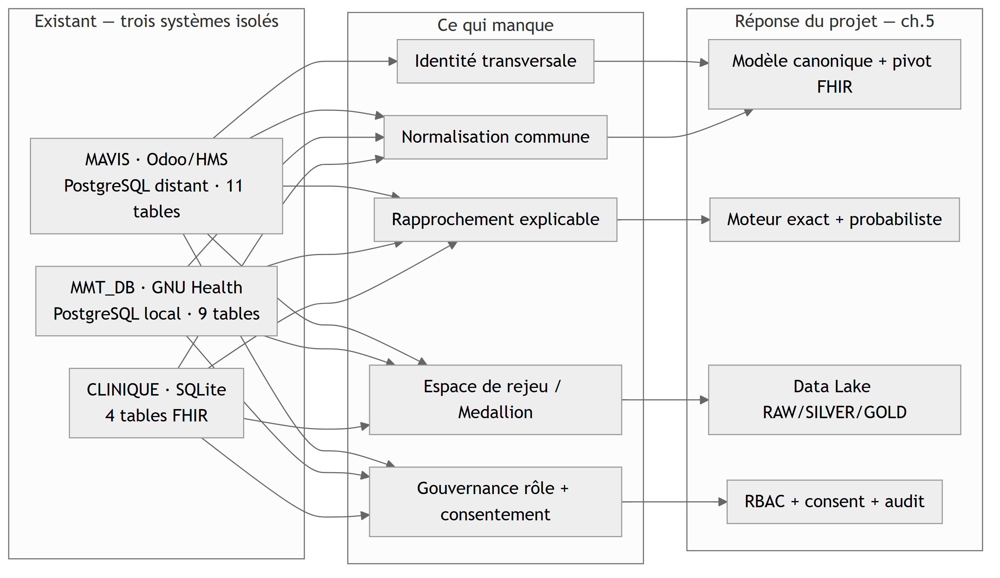 Existant — trois systèmes isolés
MAVIS · Odoo/HMS
PostgreSQL distant · 11
tables
MMT_DB · GNU Health
PostgreSQL local · 9 tables
CLINIQUE · SQLite
4 tables FHIR
Ce qui manque
Identité transversale
Normalisation commune
Rapprochement explicable
Espace de rejeu /
Medallion
Gouvernance rôle +
consentement
Réponse du projet — ch.5
Modèle canonique + pivot
FHIR
Moteur exact + probabiliste
Data Lake
RAW/SILVER/GOLD
RBAC + consent + audit